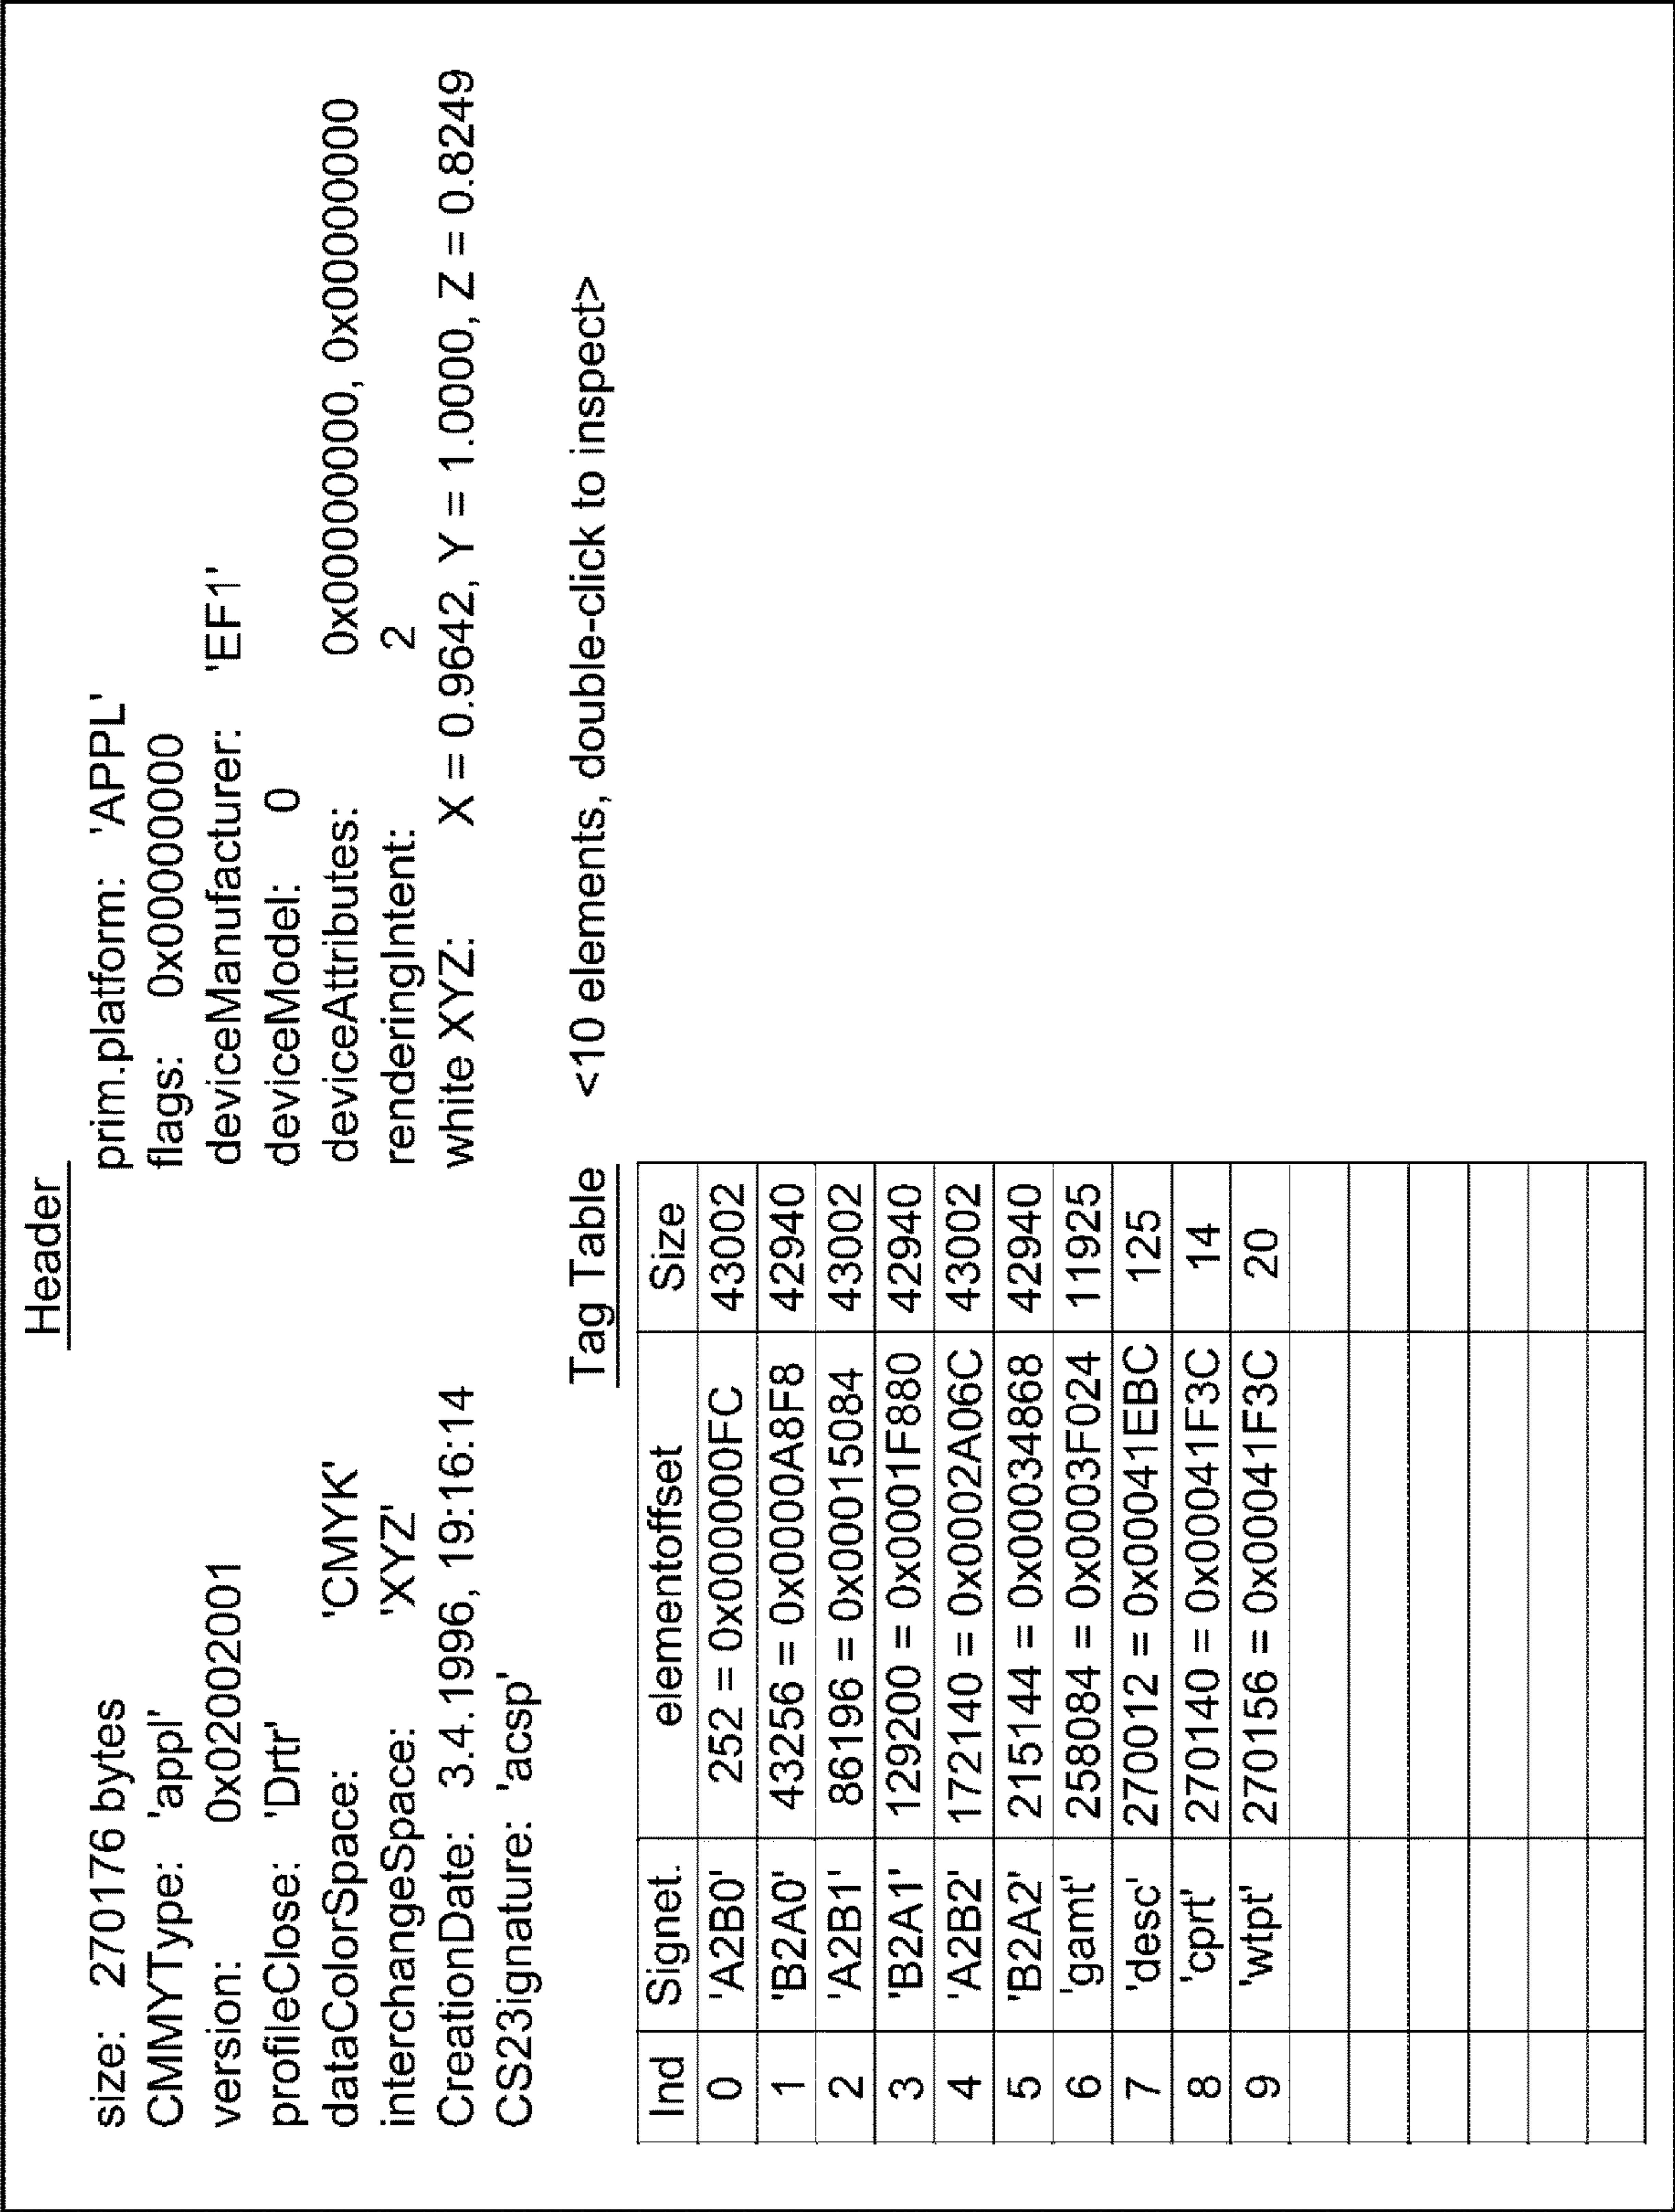 Header
size: 270176 bytes
CMMYType: 'appl'
version: 0x02002001
profileClose: 'Drtr'
dataColorSpace: 'CMYK'
interchangeSpace: 'XYZ'
CreationDate: 3.4.1996, 19:16:14
CS23ignature: 'acsp'
prim.platform: 'APPL'
flags: 0x00000000
deviceManufacturer: 'EF1'
deviceModel: 0
deviceAttributes: 0x00000000, 0x00000000
renderingIntent: 2
white XYZ: X = 0.9642, Y = 1.0000, Z = 0.8249
Tag Table <10 elements, double-click to inspect>
Ind Signet. elementoffset Size
0 'A2B0' 252 = 0x000000FC 43002
1 'B2A0' 43256 = 0x0000A8F8 42940
2 'A2B1' 86196 = 0x00015084 43002
3 'B2A1' 129200 = 0x0001F880 42940
4 'A2B2' 172140 = 0x0002A06C 43002
5 'B2A2' 215144 = 0x00034868 42940
6 'gamt' 258084 = 0x0003F024 11925
7 'desc' 270012 = 0x00041EBC 125
8 'cprt' 270140 = 0x00041F3C 14
9 'wtpt' 270156 = 0x00041F3C 20